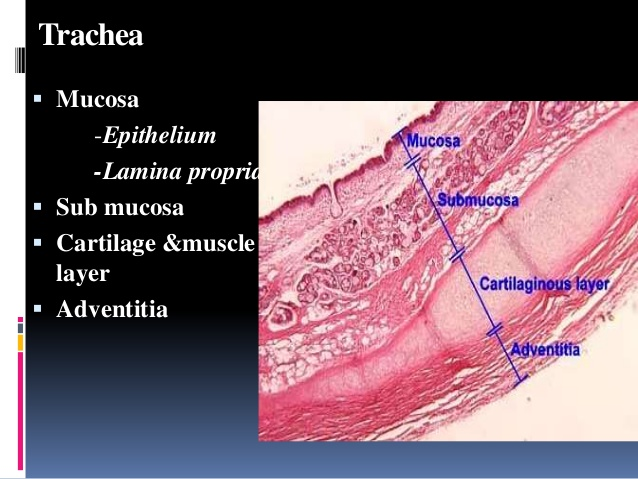 Trachea
Mucosa
-Epithelium
-Lamina propria
Sub mucosa
Cartilage &muscle
layer
Adventitia
Mucosa
Submucosa
Cartilaginous layer
Adventitia